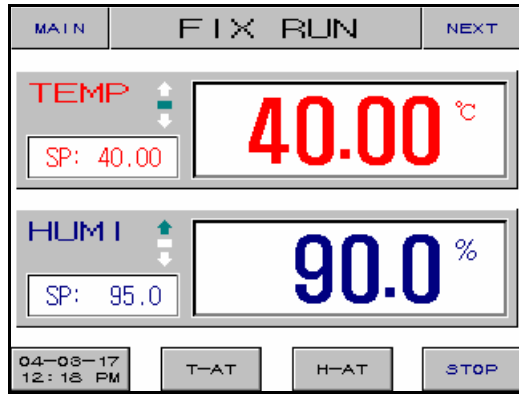 MAIN
FIX RUN
NEXT
TEMP
40.00 ℃
SP: 40.00
HUMI
90.0 %
SP: 95.0
04-03-17
12:18 PM
T-AT
H-AT
STOP